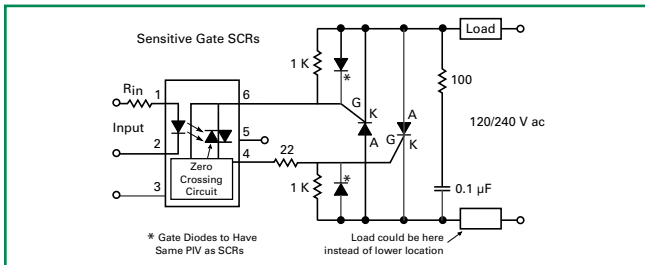 Sensitive Gate SCRs
Load
1 K
*
100
Rin
1
6
G
K
A
120/240 V ac
Input
5
A
G
K
2
4
22
Zero
Crossing
Circuit
1 K
*
0.1 µF
3
* Gate Diodes to Have
Same PIV as SCRs
Load could be here
instead of lower location